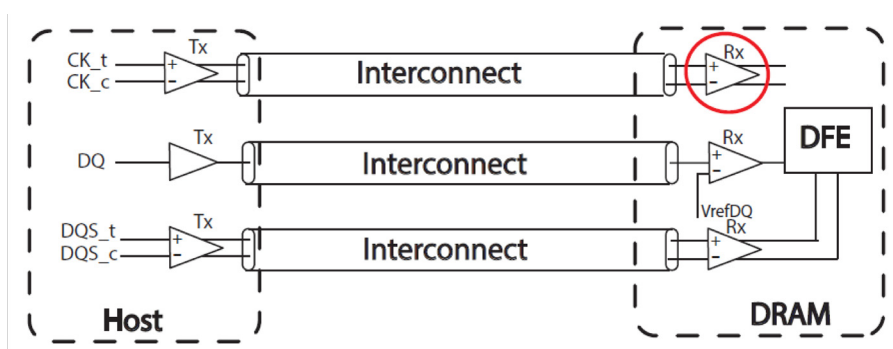 Tx
CK_t
CK_c
+
-
Interconnect
Rx
+
-
DQ
Tx
Interconnect
Rx
+
-
VrefDQ
DFE
DQS_t
DQS_c
Tx
+
-
Interconnect
Rx
+
-
Host
DRAM